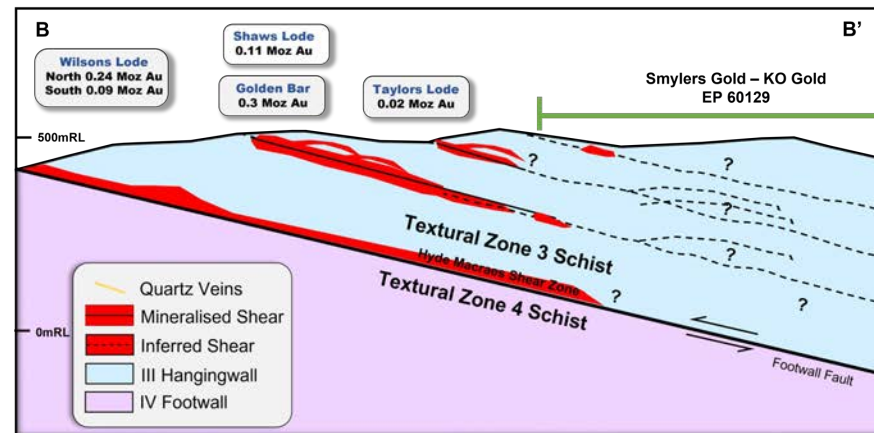 B
B’
Shaws Lode
0.11 Moz Au
Wilsons Lode
North 0.24 Moz Au
South 0.09 Moz Au
Golden Bar
0.3 Moz Au
Taylors Lode
0.02 Moz Au
Smylers Gold – KO Gold
EP 60129
500mRL
?
?
?
?
?
?
?
Textural Zone 3 Schist
Hyde Macraes Shear Zone
Textural Zone 4 Schist
0mRL
Footwall Fault
Quartz Veins
Mineralised Shear
Inferred Shear
III Hangingwall
IV Footwall